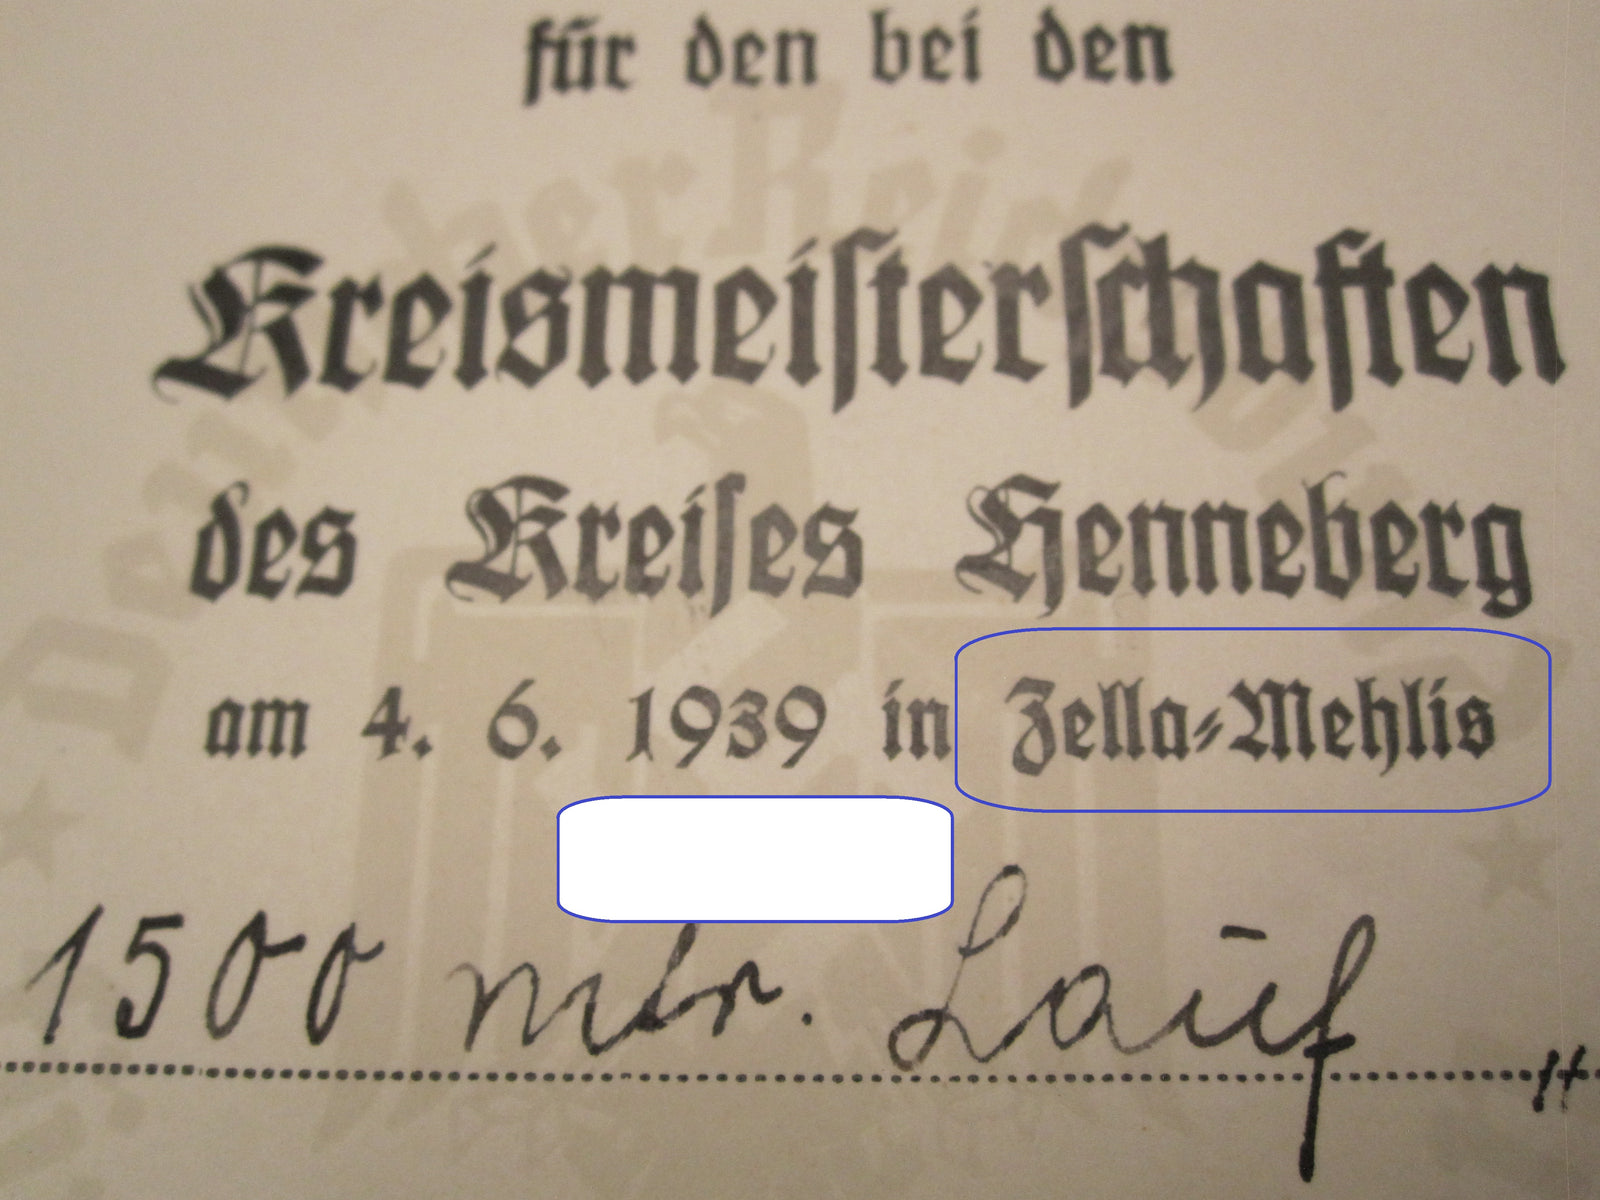 für den bei den
Kreismeisterschaften
des Kreises Henneberg
am 4. 6. 1939 in Zella-Mehlis
1500 mtr. Lauf